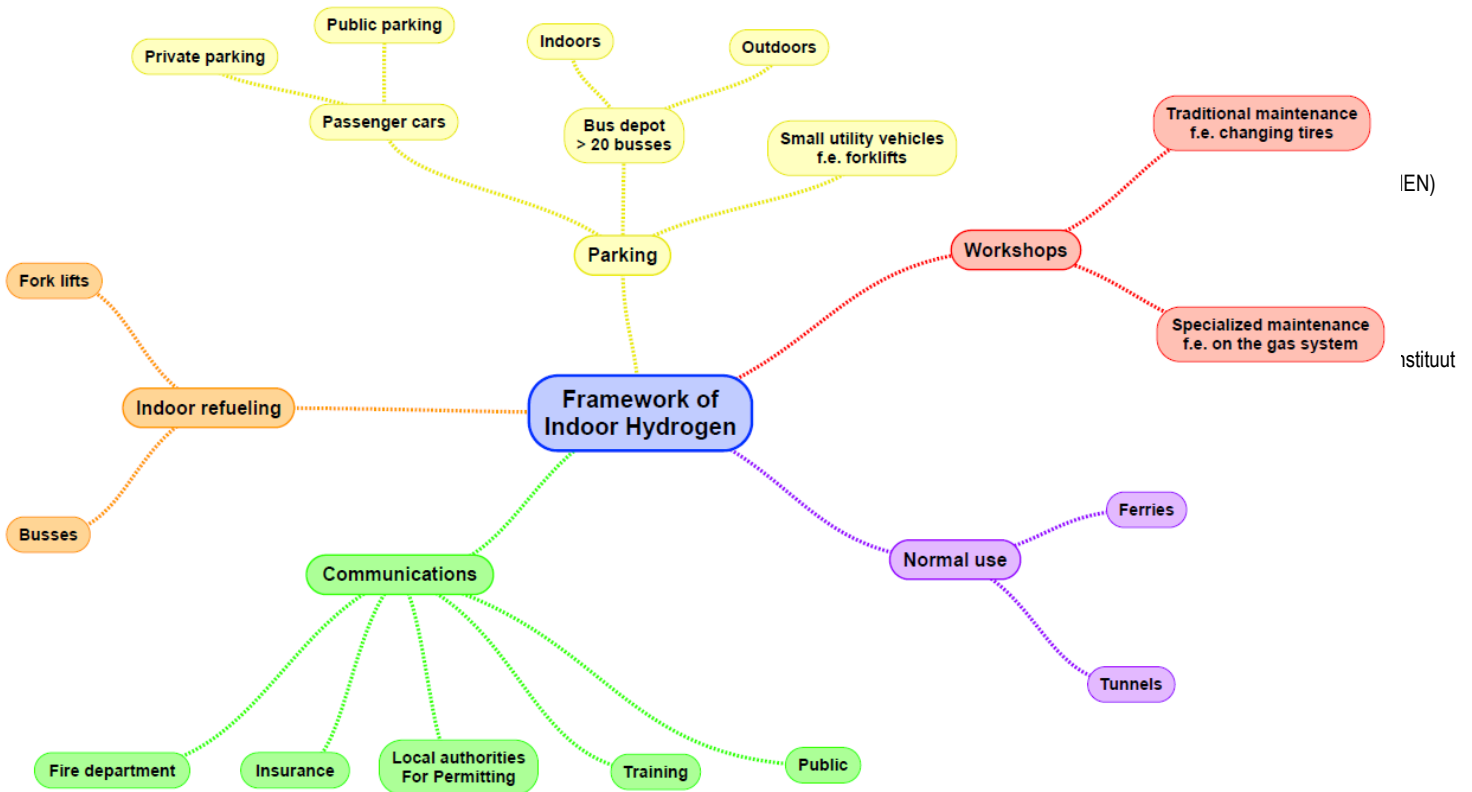 Public parking
Private parking
Indoors
Outdoors
Passenger cars
Bus depot
> 20 busses
Small utility vehicles
f.e. forklifts
Parking
Traditional maintenance
f.e. changing tires
Workshops
Specialized maintenance
f.e. on the gas system
IEN)
nstituut
Fork lifts
Indoor refueling
Busses
Framework of
Indoor Hydrogen
Ferries
Normal use
Tunnels
Communications
Fire department
Insurance
Local authorities
For Permitting
Training
Public